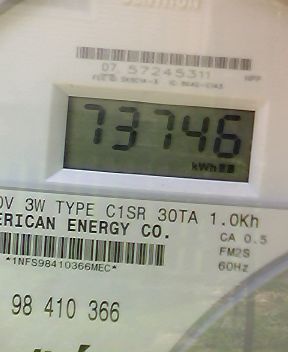 07 57245311
73746
kWh
0V 3W TYPE C1SR 30TA 1.0Kh
ERICAN ENERGY CO.
CA 0.5
FM2S
60Hz
*1NFS98410366MEC*
98 410 366